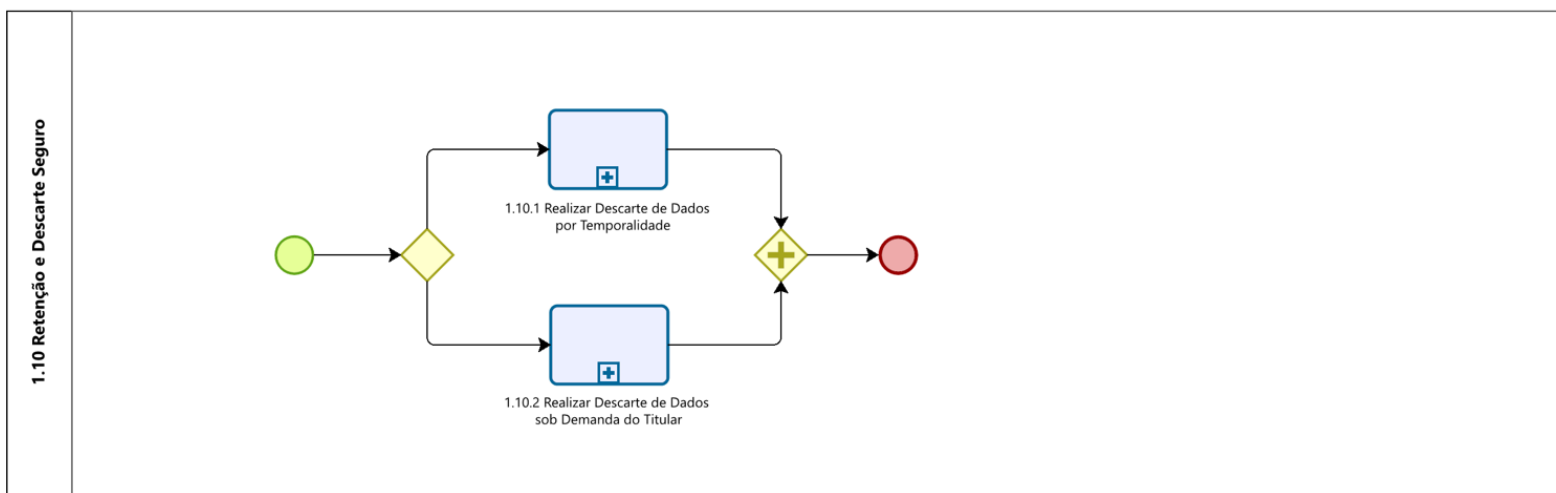 1.10 Retenção e Descarte Seguro
1.10.1 Realizar Descarte de Dados
por Temporalidade
1.10.2 Realizar Descarte de Dados
sob Demanda do Titular